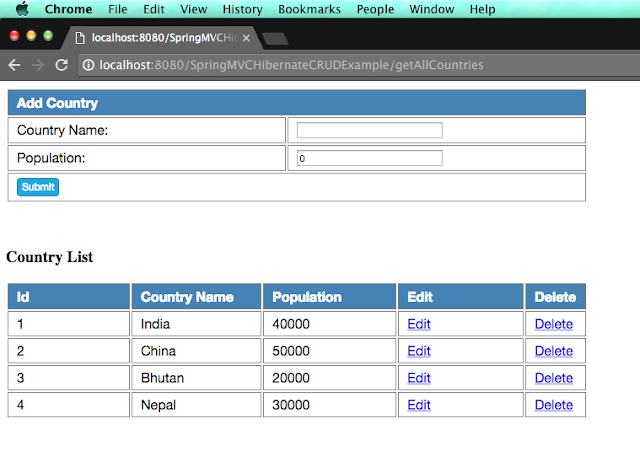 Chrome File Edit View History Bookmarks People Window Help
localhost:8080/SpringMVCHib
localhost:8080/SpringMVCHibernateCRUDExample/getAllCountries
Add Country
Country Name:
Population: 0
Submit
Country List
Id Country Name Population Edit Delete
1 India 40000 Edit Delete
2 China 50000 Edit Delete
3 Bhutan 20000 Edit Delete
4 Nepal 30000 Edit Delete